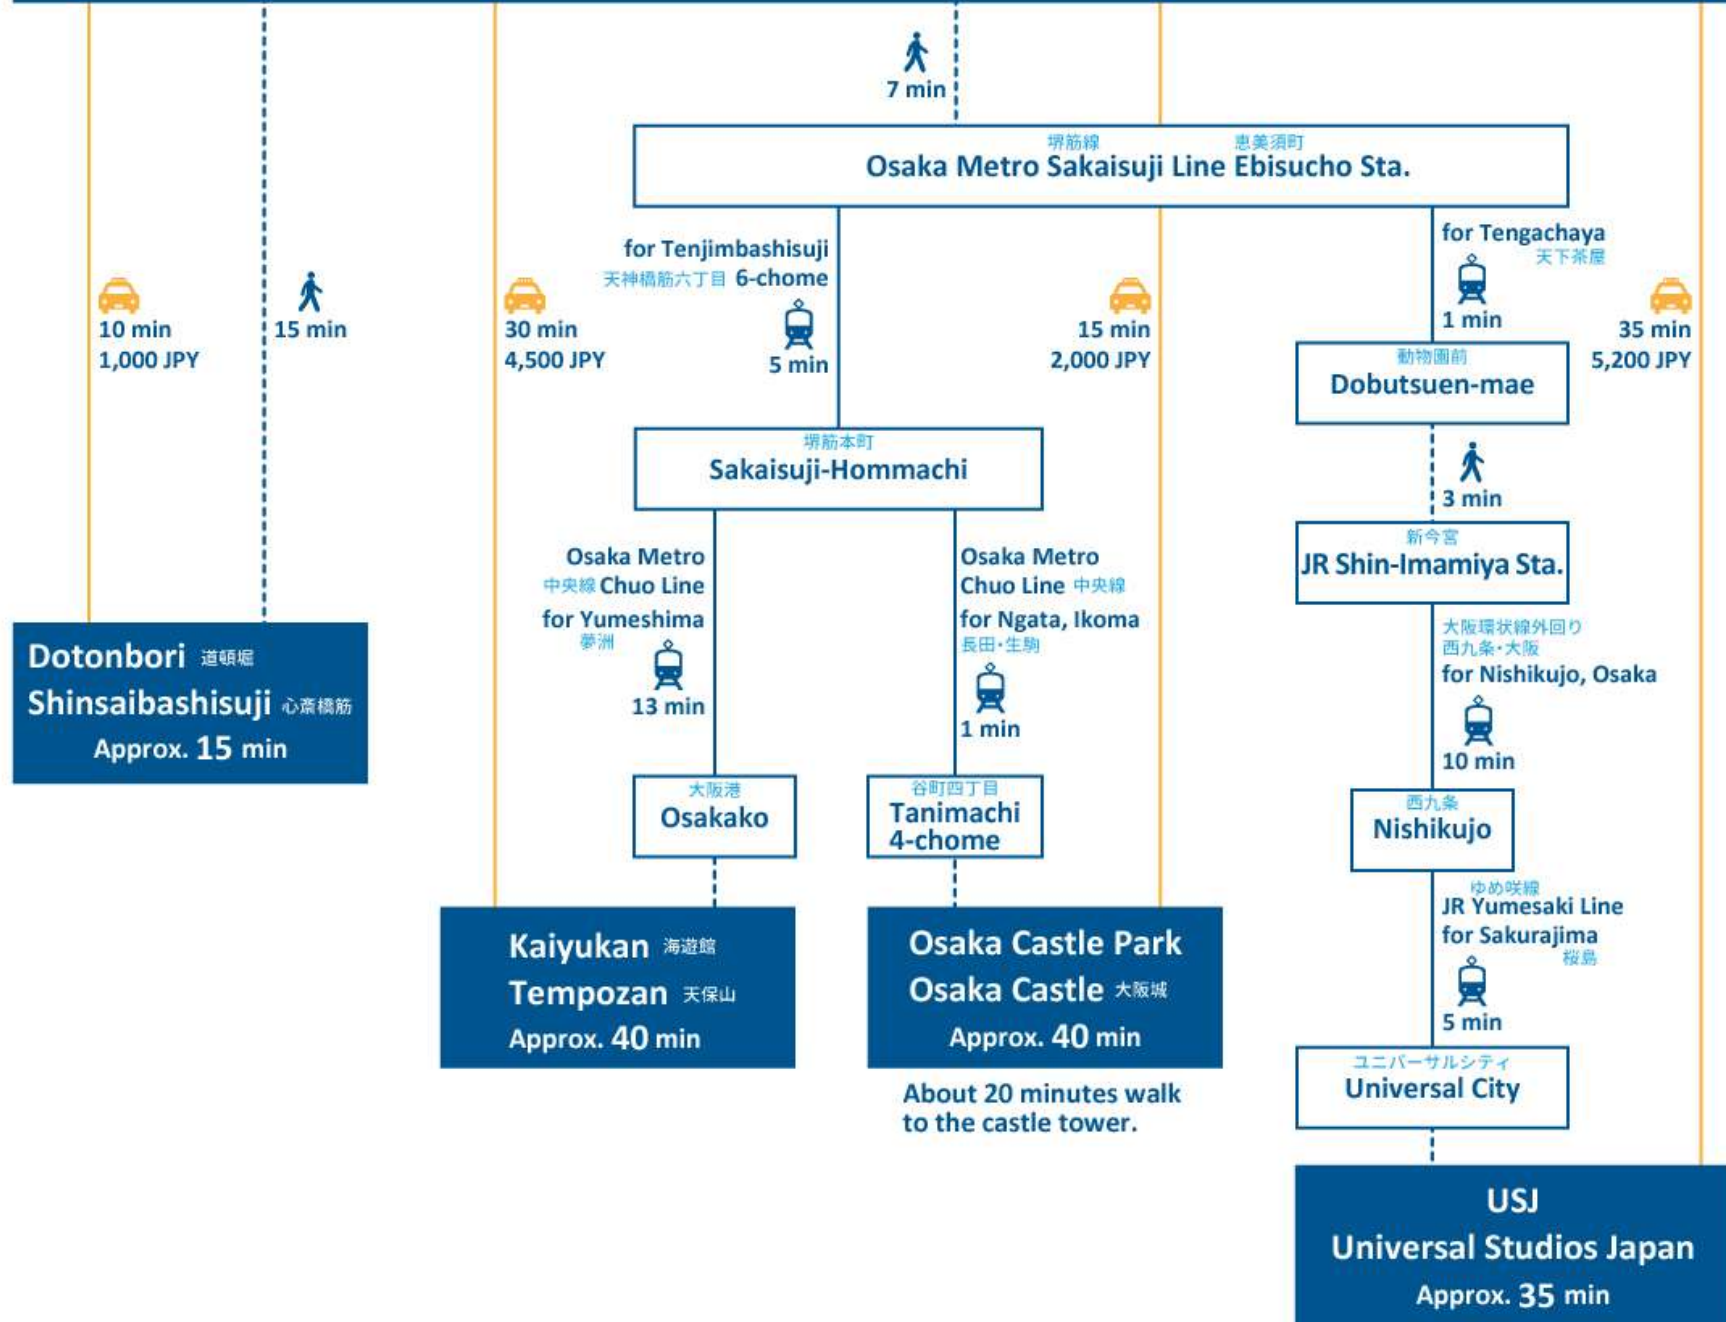 7 min
堺筋線 恵美須町
Osaka Metro Sakaisuji Line Ebisucho Sta.
10 min
1,000 JPY
15 min
30 min
4,500 JPY
for Tenjimbashisuji
天神橋筋六丁目 6-chome
5 min
15 min
2,000 JPY
for Tengachaya
天下茶屋
1 min
35 min
5,200 JPY
動物園前
Dobutsuen-mae
3 min
堺筋本町
Sakaisuji-Hommachi
新今宮
JR Shin-Imamiya Sta.
Osaka Metro
中央線 Chuo Line
for Yumeshima
夢洲
13 min
Osaka Metro
Chuo Line 中央線
for Ngata, Ikoma
長田・生駒
1 min
大阪環状線外回り
西九条・大阪
for Nishikujo, Osaka
10 min
Dotonbori 道頓堀
Shinsaibashisuji 心斎橋筋
Approx. 15 min
大阪港
Osakako
谷町四丁目
Tanimachi
4-chome
西九条
Nishikujo
ゆめ咲線
JR Yumesaki Line
for Sakurajima
桜島
5 min
Kaiyukan 海遊館
Tempozan 天保山
Approx. 40 min
Osaka Castle Park
Osaka Castle 大阪城
Approx. 40 min
About 20 minutes walk
to the castle tower.
ユニバーサルシティ
Universal City
USJ
Universal Studios Japan
Approx. 35 min